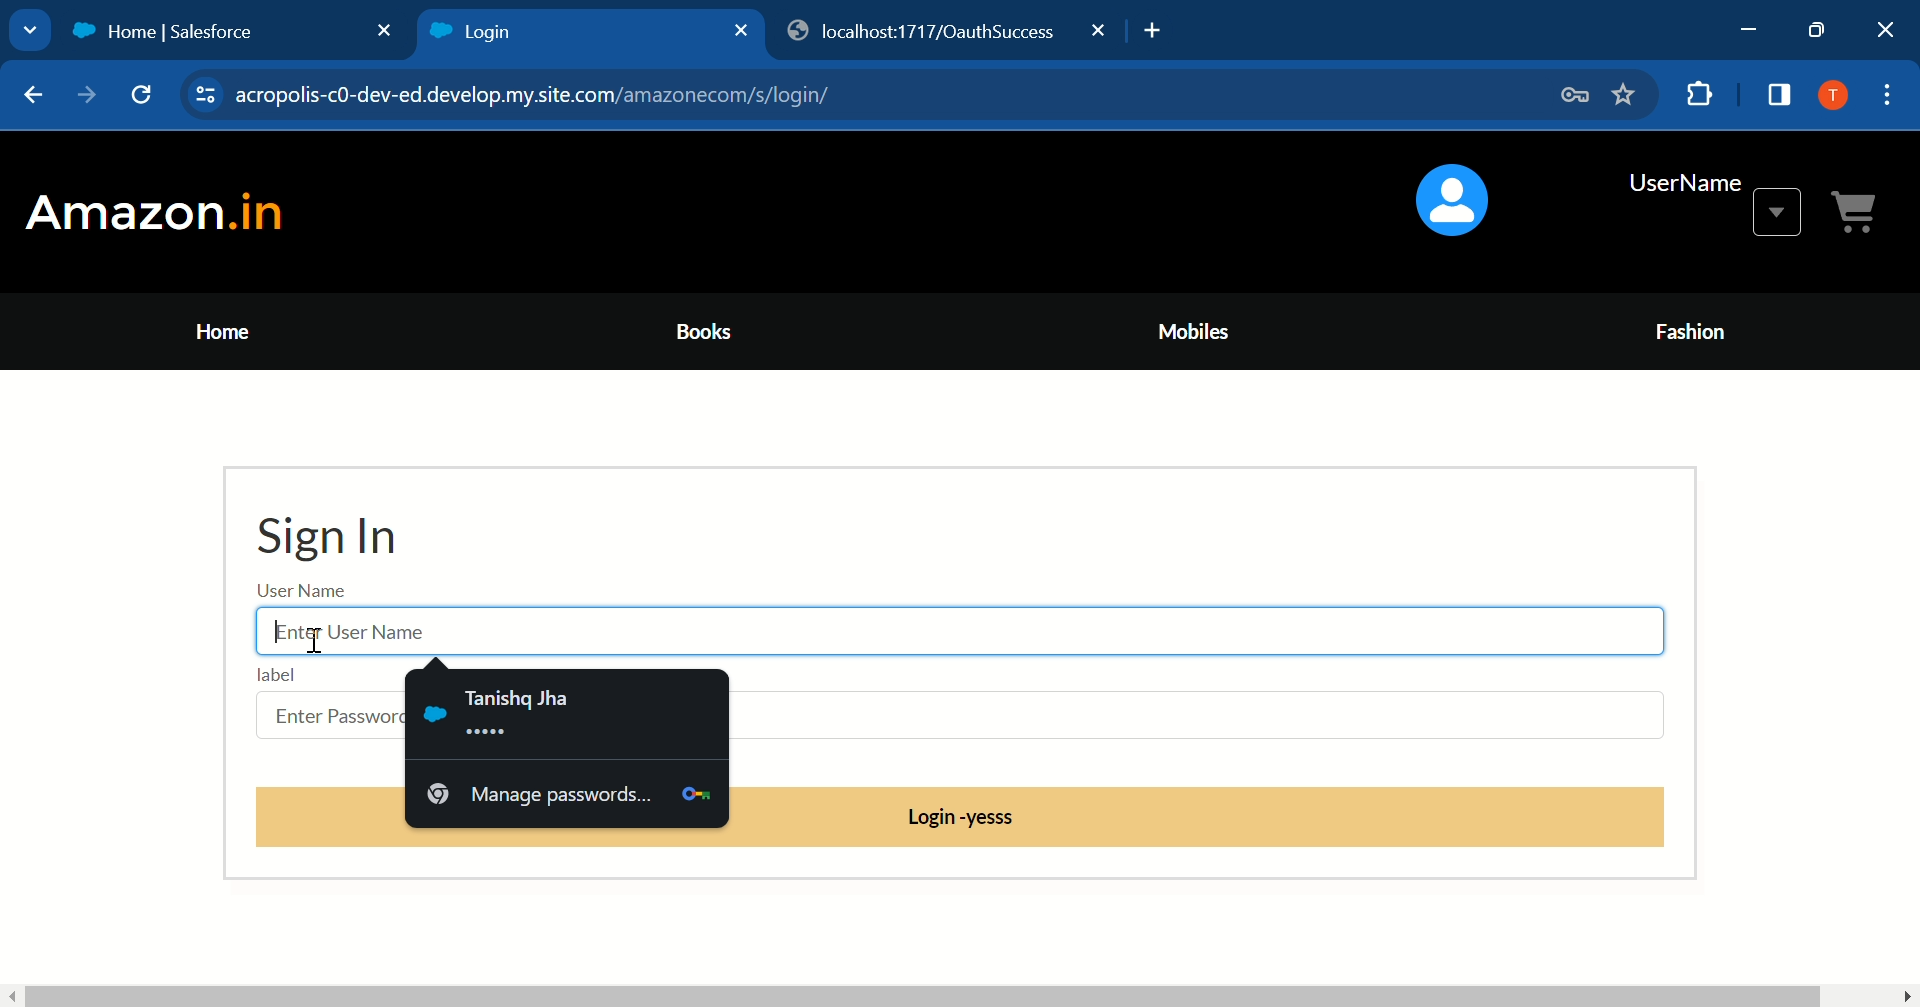 Home | Salesforce
Login
localhost:1717/OauthSuccess
acropolis-c0-dev-ed.develop.my.site.com/amazonecom/s/login/
T
Amazon.in
UserName
Home Books Mobiles Fashion
Sign In
User Name
Enter User Name
label
Enter Password
Tanishq Jha
•••••
Manage passwords...
Login -yesss